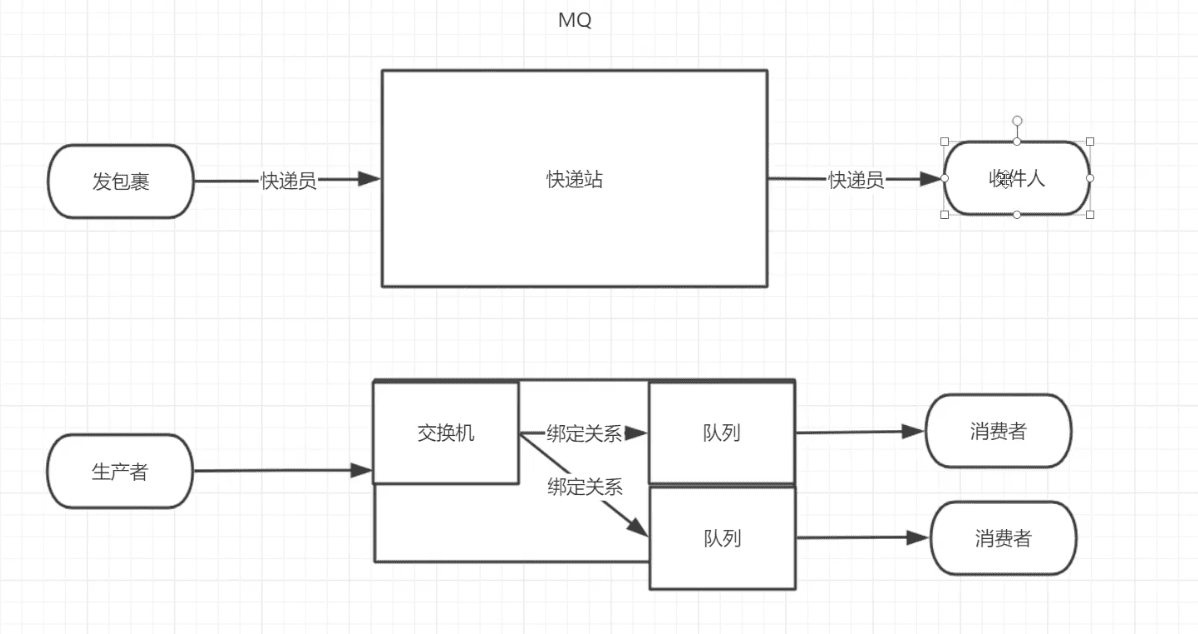 MQ
发包裹
快递员
快递站
快递员
收件人
生产者
交换机
绑定关系
绑定关系
队列
队列
消费者
消费者